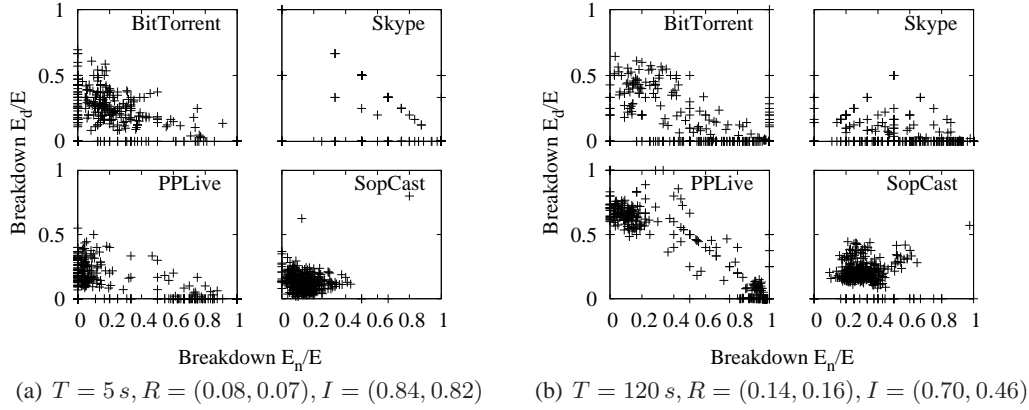 BitTorrent
Skype
BitTorrent
Skype
1
0.5
0
1
0.5
0
PPLive
SopCast
PPLive
SopCast
1
0.5
0
1
0.5
0
0 0.2 0.4 0.6 0.8 1
0 0.2 0.4 0.6 0.8 1
0 0.2 0.4 0.6 0.8 1
0 0.2 0.4 0.6 0.8 1
Breakdown E_d/E
Breakdown E_d/E
Breakdown E_n/E
Breakdown E_n/E
(a) T = 5 s, R = (0.08, 0.07), I = (0.84, 0.82)
(b) T = 120 s, R = (0.14, 0.16), I = (0.70, 0.46)